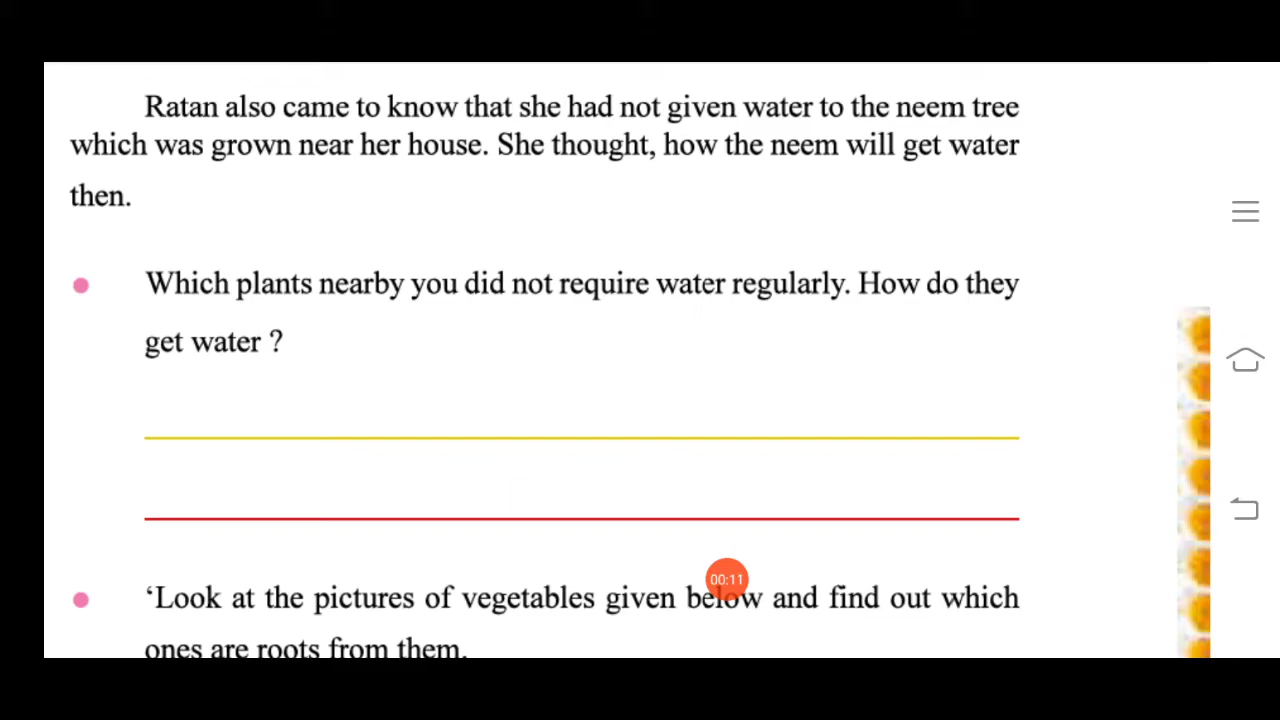 Ratan also came to know that she had not given water to the neem tree
which was grown near her house. She thought, how the neem will get water
then.
Which plants nearby you did not require water regularly. How do they
get water ?
‘Look at the pictures of vegetables given below and find out which
ones are roots from them.
00:11